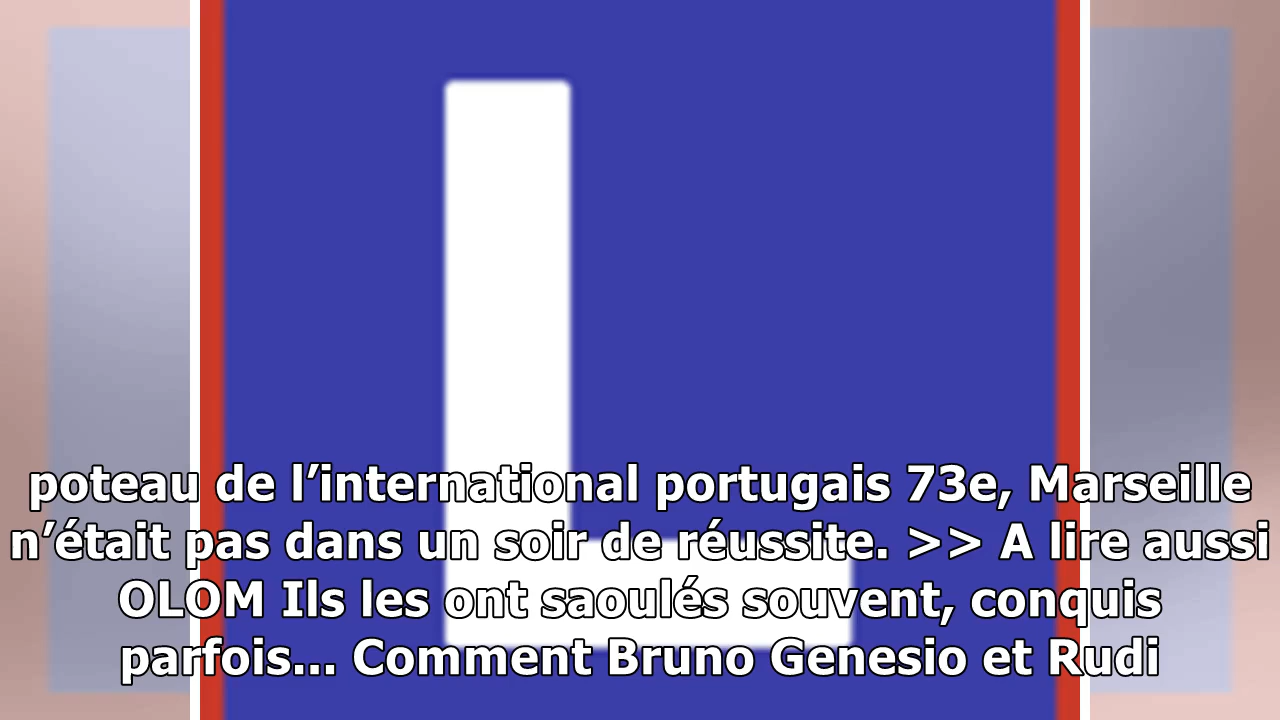 L
poteau de l’international portugais 73e, Marseille
n’était pas dans un soir de réussite. >> A lire aussi
OLOM Ils les ont saoulés souvent, conquis
parfois... Comment Bruno Genesio et Rudi